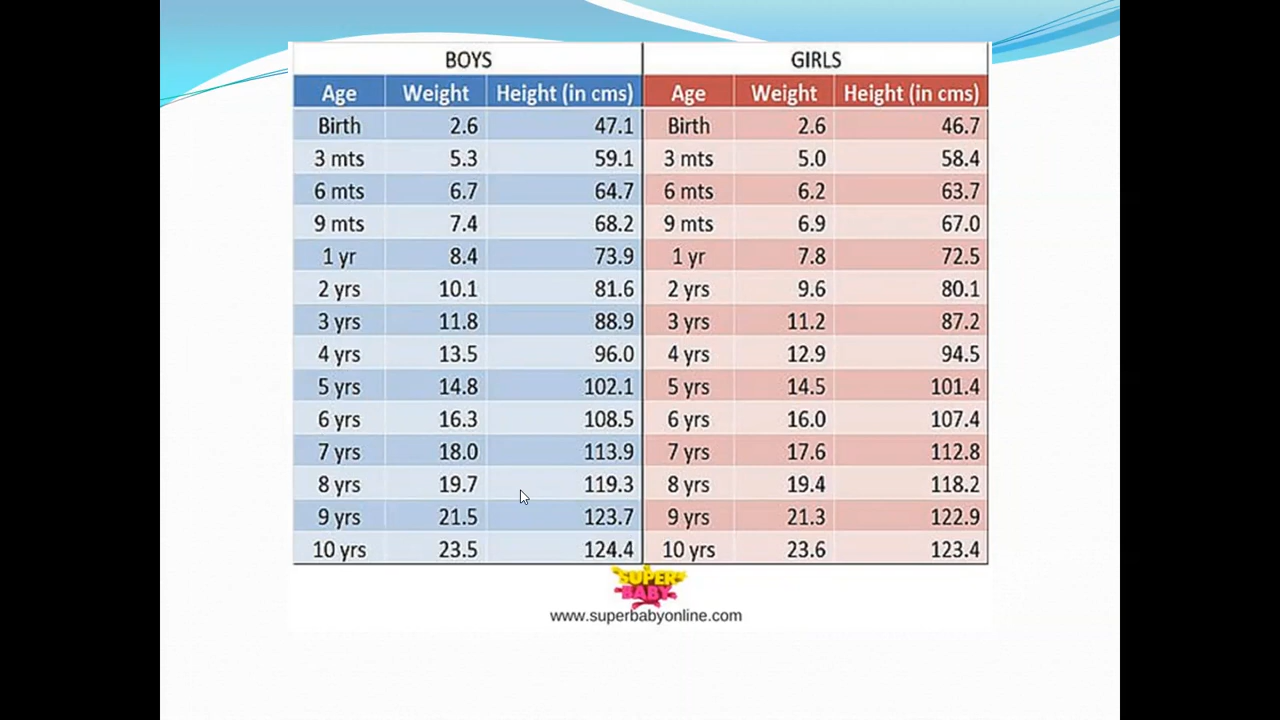 BOYS GIRLS
Age Weight Height (in cms) Age Weight Height (in cms)
Birth 2.6 47.1 Birth 2.6 46.7
3 mts 5.3 59.1 3 mts 5.0 58.4
6 mts 6.7 64.7 6 mts 6.2 63.7
9 mts 7.4 68.2 9 mts 6.9 67.0
1 yr 8.4 73.9 1 yr 7.8 72.5
2 yrs 10.1 81.6 2 yrs 9.6 80.1
3 yrs 11.8 88.9 3 yrs 11.2 87.2
4 yrs 13.5 96.0 4 yrs 12.9 94.5
5 yrs 14.8 102.1 5 yrs 14.5 101.4
6 yrs 16.3 108.5 6 yrs 16.0 107.4
7 yrs 18.0 113.9 7 yrs 17.6 112.8
8 yrs 19.7 119.3 8 yrs 19.4 118.2
9 yrs 21.5 123.7 9 yrs 21.3 122.9
10 yrs 23.5 124.4 10 yrs 23.6 123.4
SUPER
BABY
www.superbabyonline.com